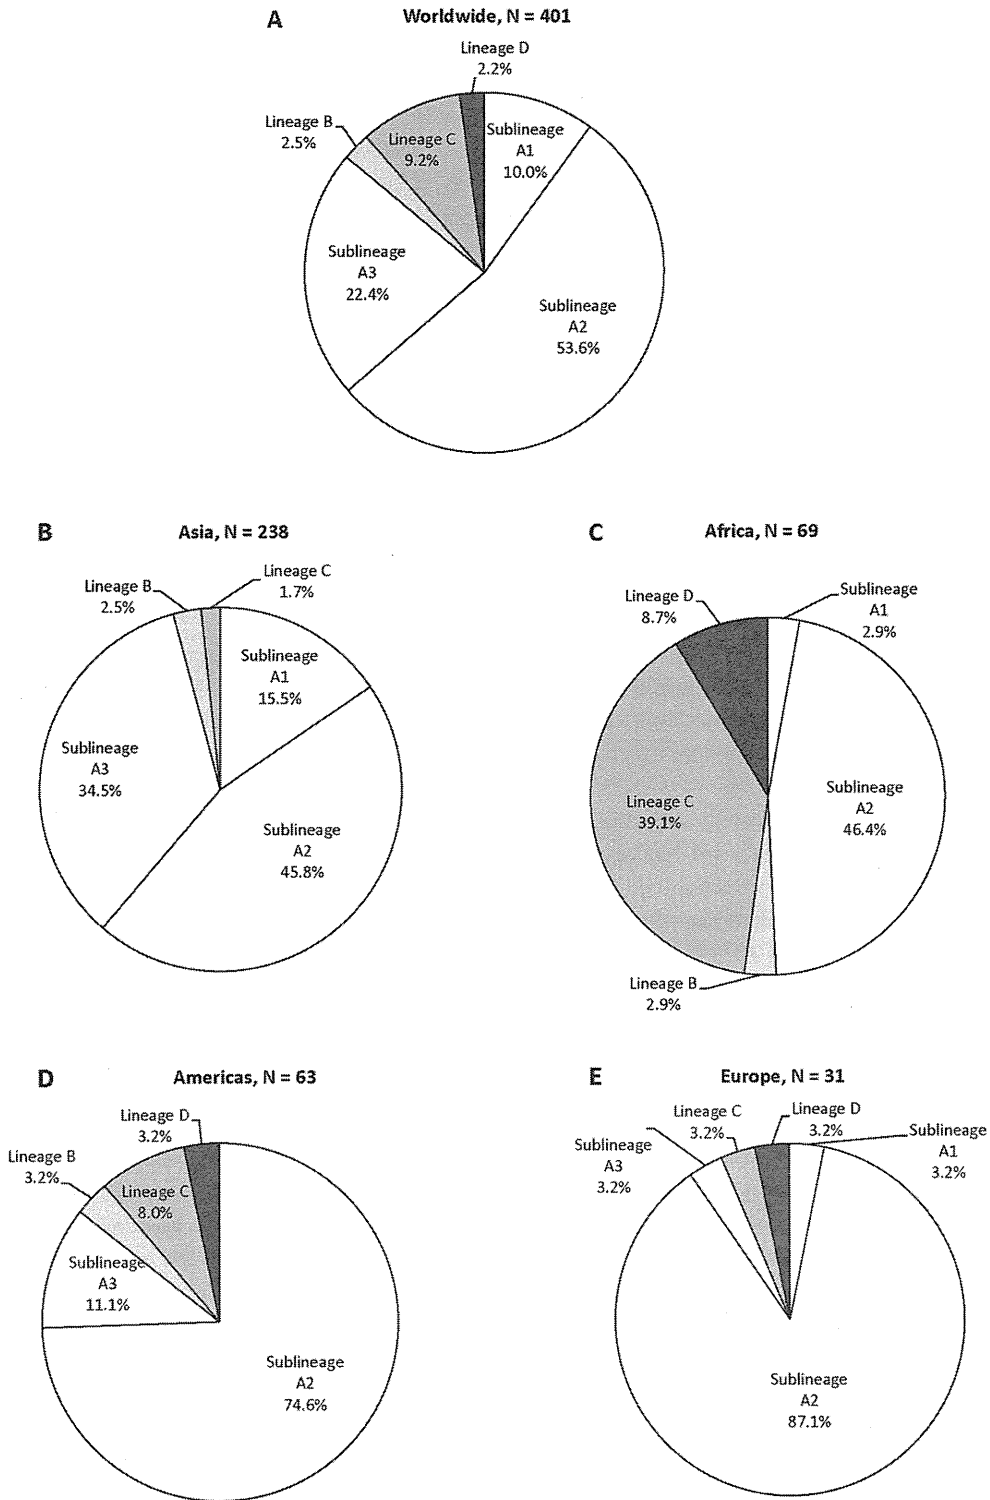 A
Worldwide, N = 401
Lineage D
2.2%
Lineage B
2.5%
Lineage C
9.2%
Sublineage
A1
10.0%
Sublineage
A3
22.4%
Sublineage
A2
53.6%
B
Asia, N = 238
Lineage B
2.5%
Lineage C
1.7%
Sublineage
A1
15.5%
Sublineage
A3
34.5%
Sublineage
A2
45.8%
C
Africa, N = 69
Lineage D
8.7%
Sublineage
A1
2.9%
Sublineage
A2
46.4%
Lineage C
39.1%
Lineage B
2.9%
D
Americas, N = 63
Lineage D
3.2%
Lineage B
3.2%
Lineage C
8.0%
Sublineage
A3
11.1%
Sublineage
A2
74.6%
E
Europe, N = 31
Lineage C
3.2%
Lineage D
3.2%
Sublineage
A1
3.2%
Sublineage
A3
3.2%
Sublineage
A2
87.1%